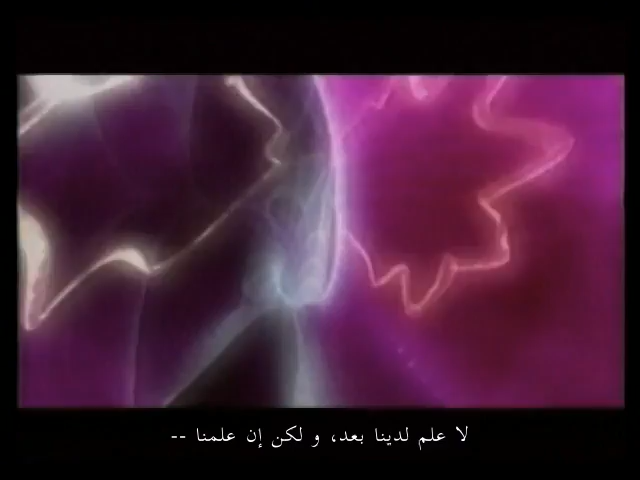 لا علم لدينا بعد، و لكن إن علمنا --